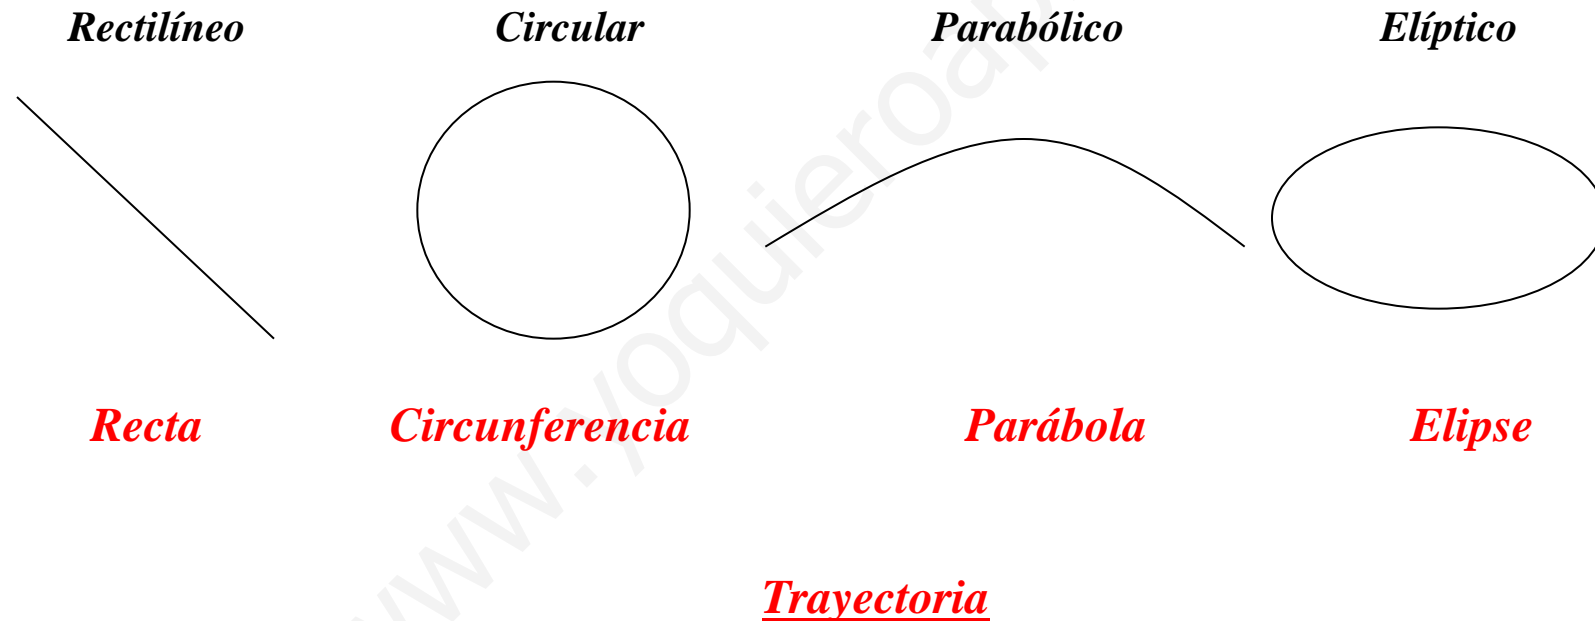 Rectilíneo Circular Parabólico Elíptico
Recta Circunferencia Parábola Elipse
Trayectoria